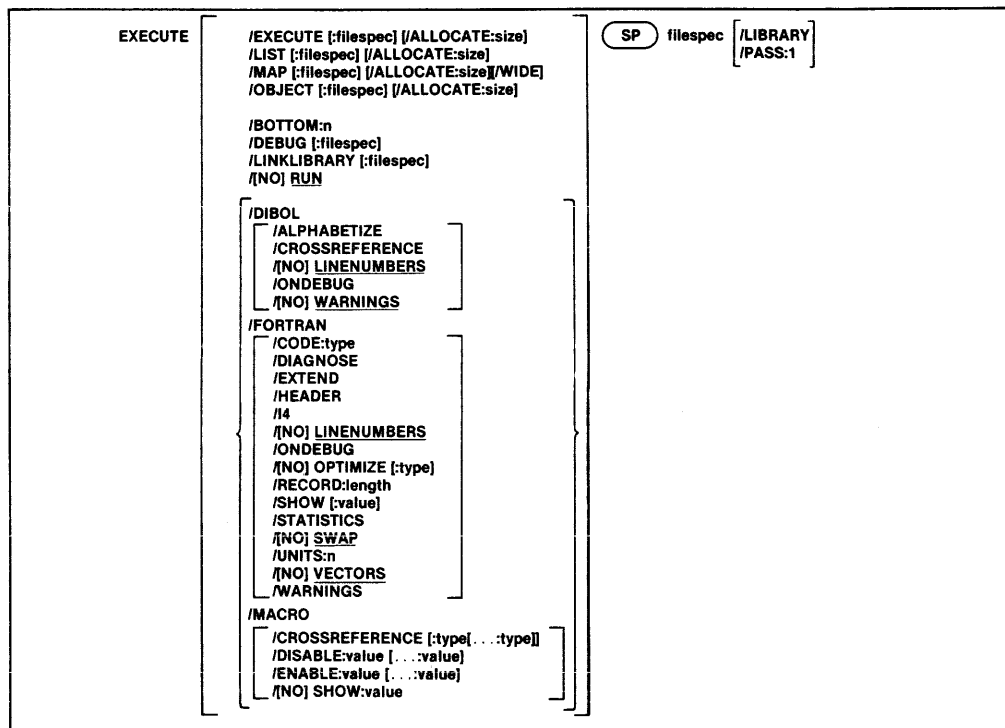 EXECUTE /EXECUTE [:filespec] [/ALLOCATE:size] SP filespec /LIBRARY
/LIST [:filespec] [/ALLOCATE:size] /PASS:1
/MAP [:filespec] [/ALLOCATE:size][/WIDE]
/OBJECT [:filespec] [/ALLOCATE:size]
/BOTTOM:n
/DEBUG [:filespec]
/LINKLIBRARY [:filespec]
/[NO] RUN
/DIBOL
/ALPHABETIZE
/CROSSREFERENCE
/[NO] LINENUMBERS
/ONDEBUG
/[NO] WARNINGS
/FORTRAN
/CODE:type
/DIAGNOSE
/EXTEND
/HEADER
/I4
/[NO] LINENUMBERS
/ONDEBUG
/[NO] OPTIMIZE [:type]
/RECORD:length
/SHOW [:value]
/STATISTICS
/[NO] SWAP
/UNITS:n
/[NO] VECTORS
/WARNINGS
/MACRO
/CROSSREFERENCE [:type[. . .:type]]
/DISABLE:value [. . .:value]
/ENABLE:value [. . .:value]
/[NO] SHOW:value